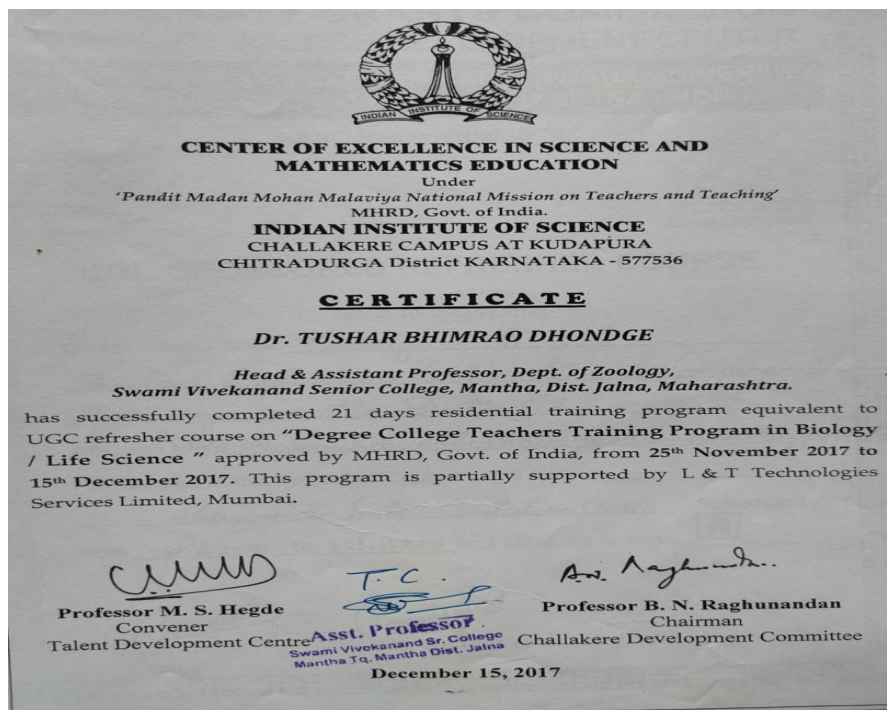 INDIAN INSTITUTE OF SCIENCE
CENTER OF EXCELLENCE IN SCIENCE AND
MATHEMATICS EDUCATION
Under
'Pandit Madan Mohan Malaviya National Mission on Teachers and Teaching'
MHRD, Govt. of India.
INDIAN INSTITUTE OF SCIENCE
CHALLAKERE CAMPUS AT KUDAPURA
CHITRADURGA District KARNATAKA - 577536
CERTIFICATE
Dr. TUSHAR BHIMRAO DHONDGE
Head & Assistant Professor, Dept. of Zoology,
Swami Vivekanand Senior College, Mantha, Dist. Jalna, Maharashtra.
has successfully completed 21 days residential training program equivalent to
UGC refresher course on "Degree College Teachers Training Program in Biology
/ Life Science " approved by MHRD, Govt. of India, from 25th November 2017 to
15th December 2017. This program is partially supported by L & T Technologies
Services Limited, Mumbai.
T. C.
Professor M. S. Hegde
Convener
Talent Development Centre
Asst. Professor
Swami Vivekanand Sr. College
Mantha Tq. Mantha Dist. Jalna
Professor B. N. Raghunandan
Chairman
Challakere Development Committee
December 15, 2017